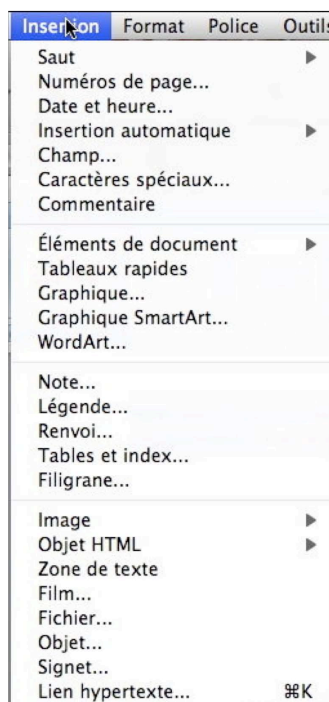 Insertion Format Police Outils
Saut
Numéros de page...
Date et heure...
Insertion automatique
Champ...
Caractères spéciaux...
Commentaire
Éléments de document
Tableaux rapides
Graphique...
Graphique SmartArt...
WordArt...
Note...
Légende...
Renvoi...
Tables et index...
Filigrane...
Image
Objet HTML
Zone de texte
Film...
Fichier...
Objet...
Signet...
Lien hypertexte... ⌘K